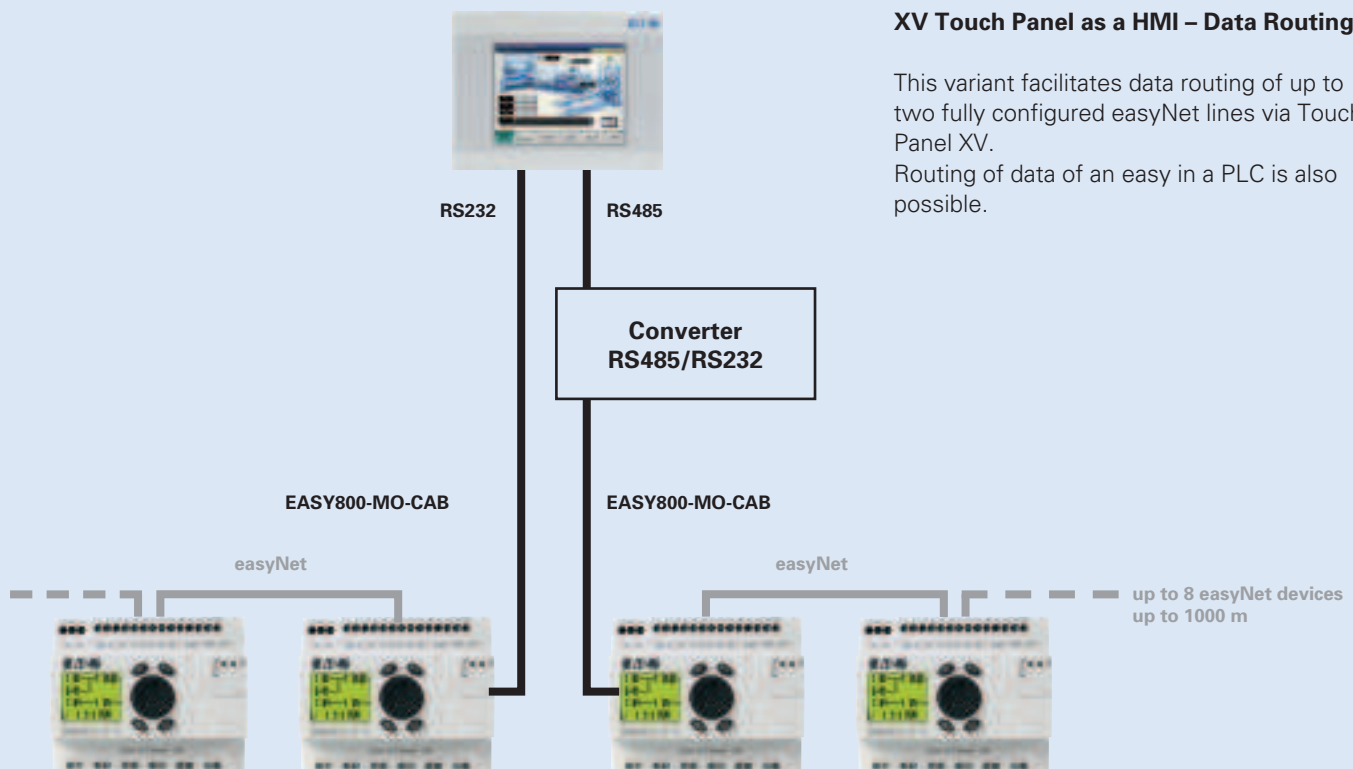 XV Touch Panel as a HMI – Data Routing
This variant facilitates data routing of up to
two fully configured easyNet lines via Touch
Panel XV.
Routing of data of an easy in a PLC is also
possible.
RS232
RS485
Converter
RS485/RS232
EASY800-MO-CAB
EASY800-MO-CAB
easyNet
easyNet
up to 8 easyNet devices
up to 1000 m